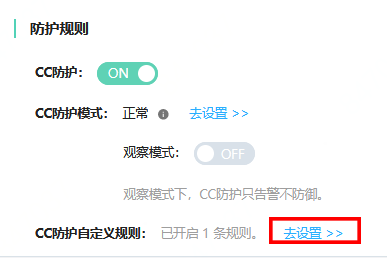 防护规则
CC防护： ON
CC防护模式： 正常 去设置 >>
观察模式： OFF
观察模式下，CC防护只告警不防御。
CC防护自定义规则： 已开启 1 条规则。 去设置 >>